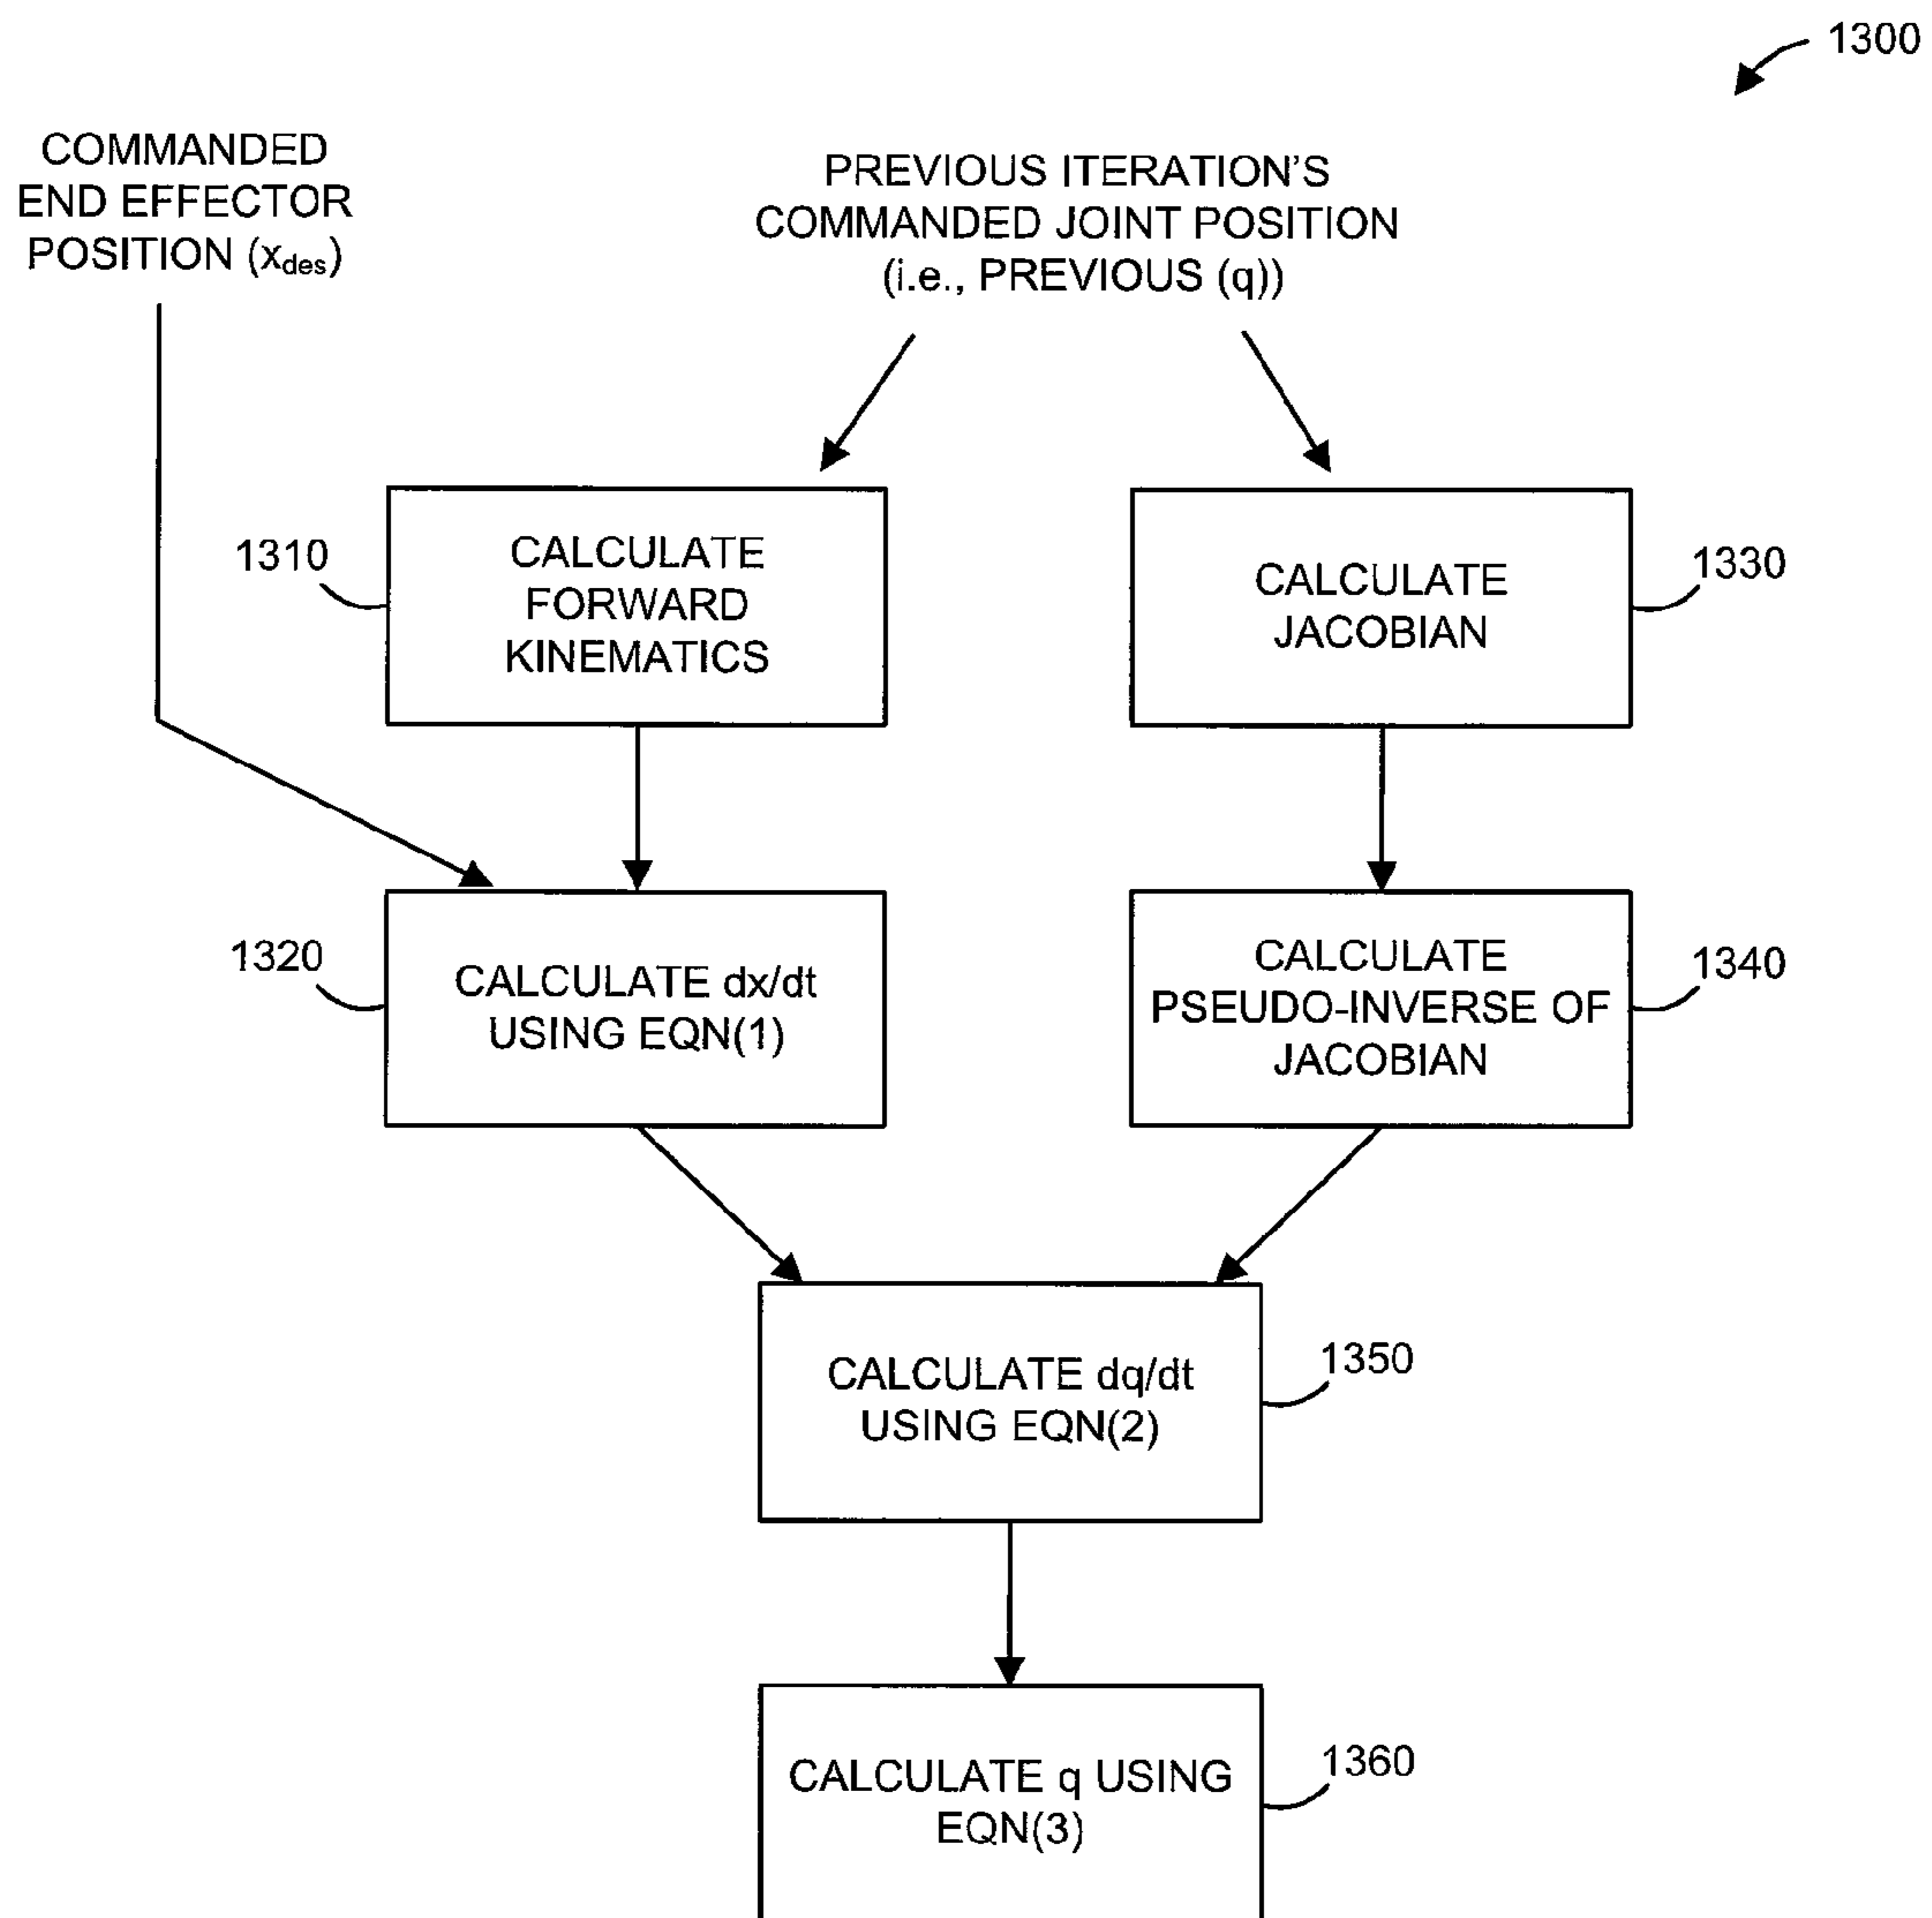 1300
COMMANDED
END EFFECTOR
POSITION (xdes)
PREVIOUS ITERATION'S
COMMANDED JOINT POSITION
(i.e., PREVIOUS (q))
1310
CALCULATE
FORWARD
KINEMATICS
CALCULATE
JACOBIAN
1330
1320
CALCULATE dx/dt
USING EQN(1)
CALCULATE
PSEUDO-INVERSE OF
JACOBIAN
1340
CALCULATE dq/dt
USING EQN(2)
1350
CALCULATE q USING
EQN(3)
1360